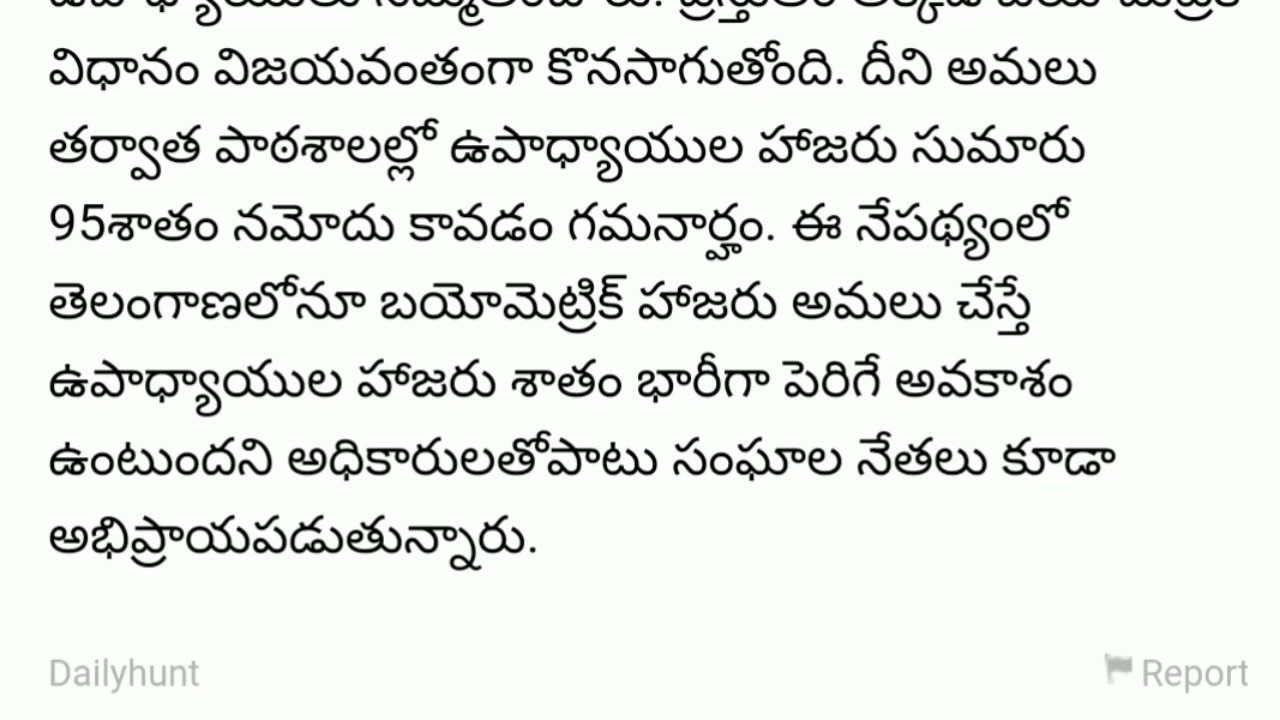 విధానం విజయవంతంగా కొనసాగుతోంది. దీని అమలు
తర్వాత పాఠశాలల్లో ఉపాధ్యాయుల హాజరు సుమారు
95శాతం నమోదు కావడం గమనార్హం. ఈ నేపథ్యంలో
తెలంగాణలోనూ బయోమెట్రిక్ హాజరు అమలు చేస్తే
ఉపాధ్యాయుల హాజరు శాతం భారీగా పెరిగే అవకాశం
ఉంటుందని అధికారులతోపాటు సంఘాల నేతలు కూడా
అభిప్రాయపడుతున్నారు.
Dailyhunt
Report